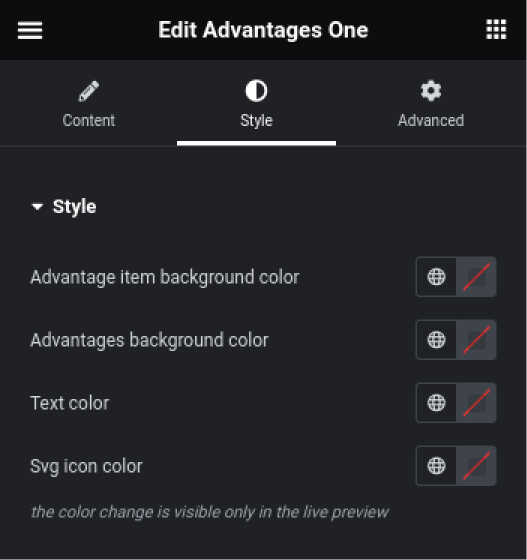 Edit Advantages One
Content
Style
Advanced
Style
Advantage item background color
Advantages background color
Text color
Svg icon color
the color change is visible only in the live preview